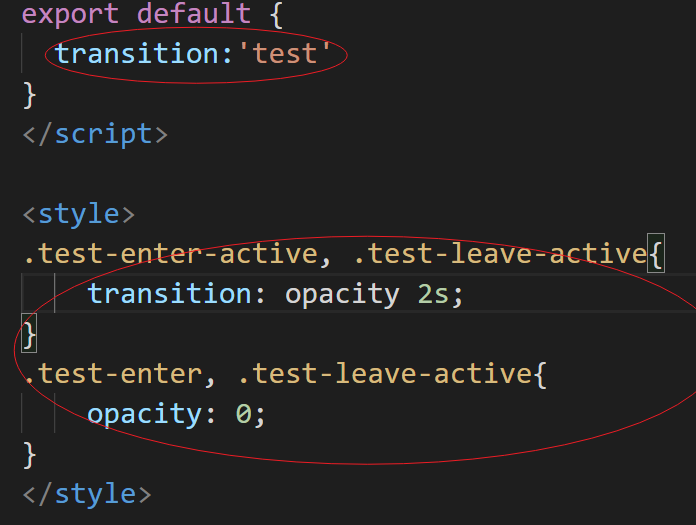 export default {
transition:'test'
}
</script>
<style>
.test-enter-active, .test-leave-active{
transition: opacity 2s;
}
.test-enter, .test-leave-active{
opacity: 0;
}
</style>